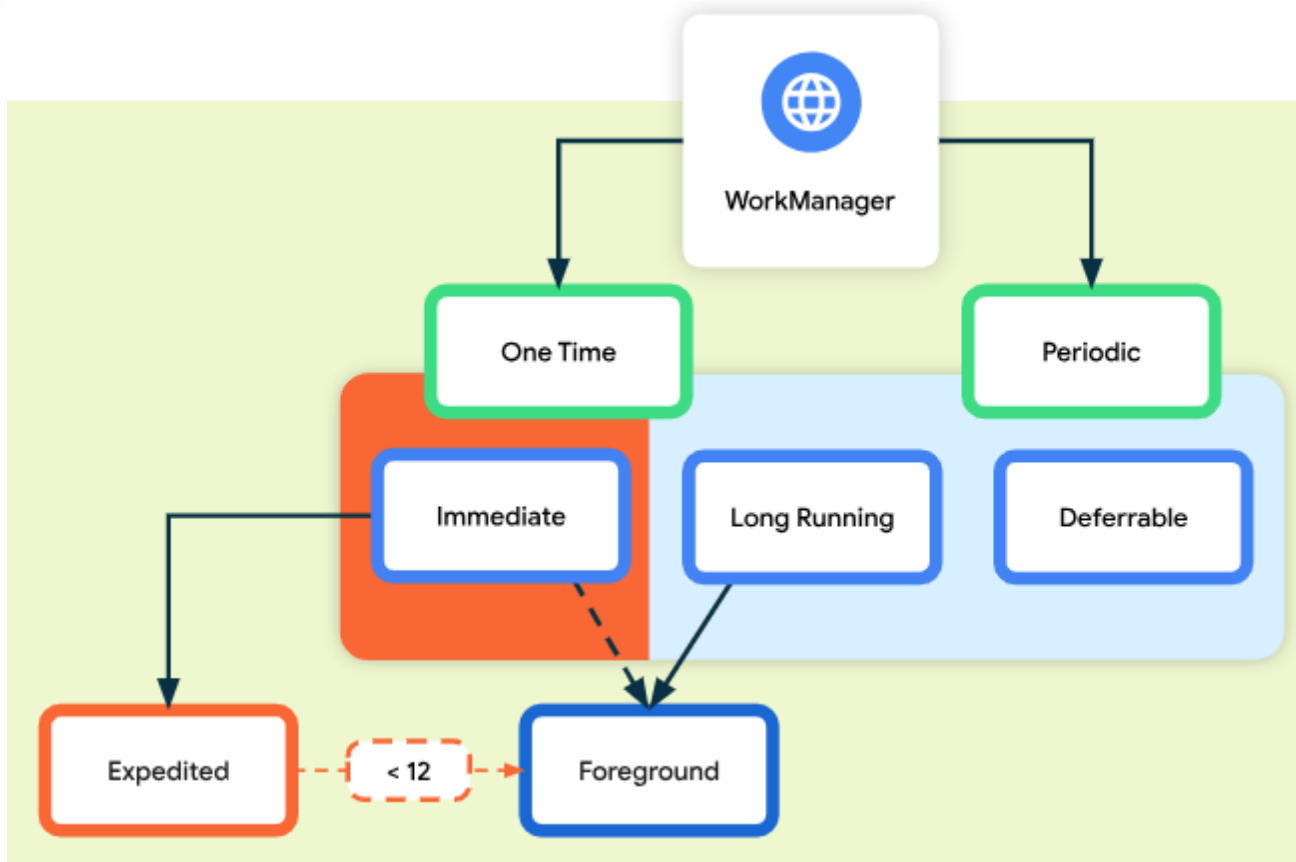 WorkManager
One Time
Periodic
Immediate
Long Running
Deferrable
Expedited
< 12
Foreground